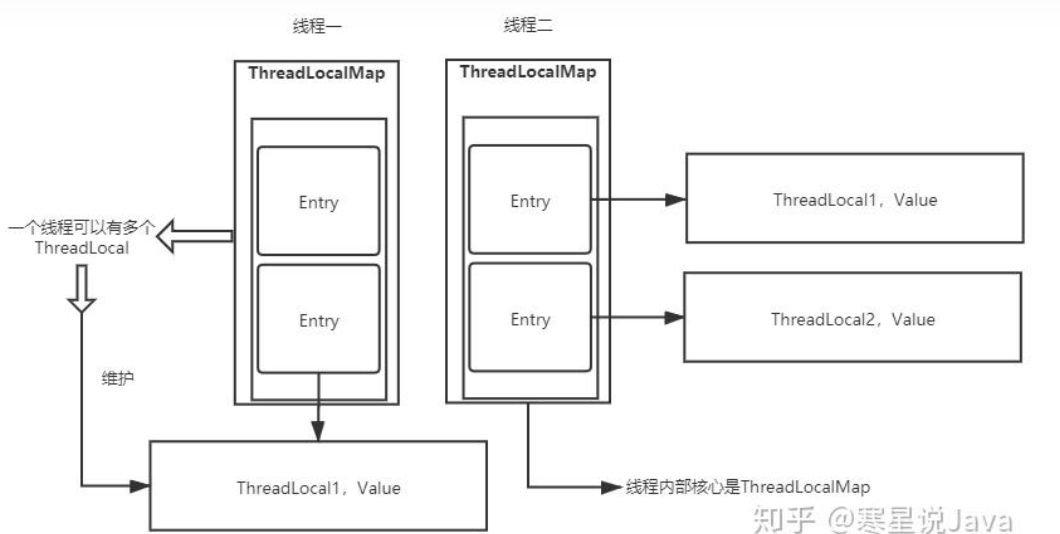 线程一
线程二
ThreadLocalMap
ThreadLocalMap
Entry
Entry
ThreadLocal1，Value
一个线程可以有多个
ThreadLocal
Entry
Entry
ThreadLocal2，Value
维护
ThreadLocal1，Value
线程内部核心是ThreadLocalMap
知乎 @寒星说Java